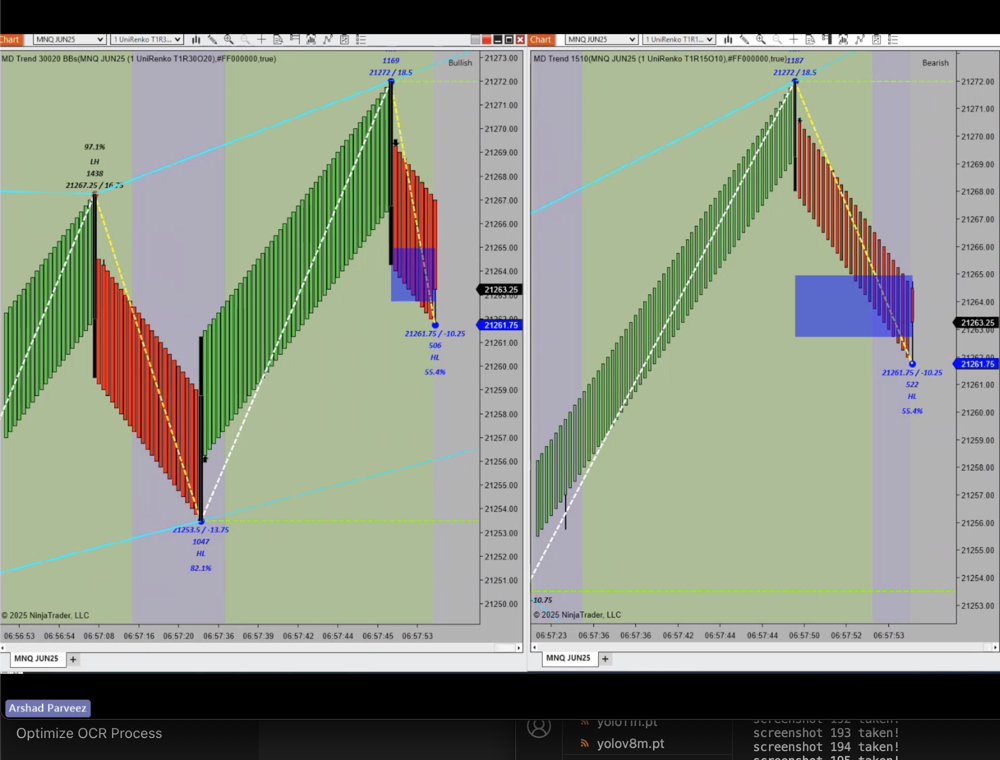 Chart
MNQ JUN25
1 UniRenko T1R3...
MD Trend 30020 BBs(MNQ JUN25 (1 UniRenko T1R30O20),#FF000000,true)
Bullish
1169
21272 / 18.5
97.1%
LH
1438
21267.25 /
21261.75 / -10.25
506
HL
55.4%
21253.5 / -13.75
1047
HL
82.1%
21273.00
21272.00
21271.00
21270.00
21269.00
21268.00
21267.00
21266.00
21265.00
21264.00
21263.25
21261.75
21260.00
21259.00
21258.00
21257.00
21256.00
21255.00
21254.00
21253.00
21252.00
21251.00
21250.00
© 2025 NinjaTrader, LLC
06:56:53 06:56:54 06:57:08 06:57:16 06:57:20 06:57:36 06:57:39 06:57:42 06:57:44 06:57:45 06:57:53
MNQ JUN25 +
Chart
MNQ JUN25
1 UniRenko T1R1...
MD Trend 1510(MNQ JUN25 (1 UniRenko T1R15O10),#FF000000,true)
Bearish
1187
21272 / 18.5
21261.75 / -10.25
522
HL
55.4%
-10.75
21272.00
21271.00
21270.00
21269.00
21268.00
21267.00
21266.00
21265.00
21264.00
21263.25
21261.75
21261.00
21260.00
21259.00
21258.00
21257.00
21256.00
21255.00
21254.00
21253.00
© 2025 NinjaTrader, LLC
06:57:23 06:57:36 06:57:36 06:57:42 06:57:44 06:57:50 06:57:52 06:57:53
MNQ JUN25 +
Arshad Parveez
Optimize OCR Process
yolo11n.pt
yolov8m.pt
screenshot 192 taken!
screenshot 193 taken!
screenshot 194 taken!
screenshot 195 taken!